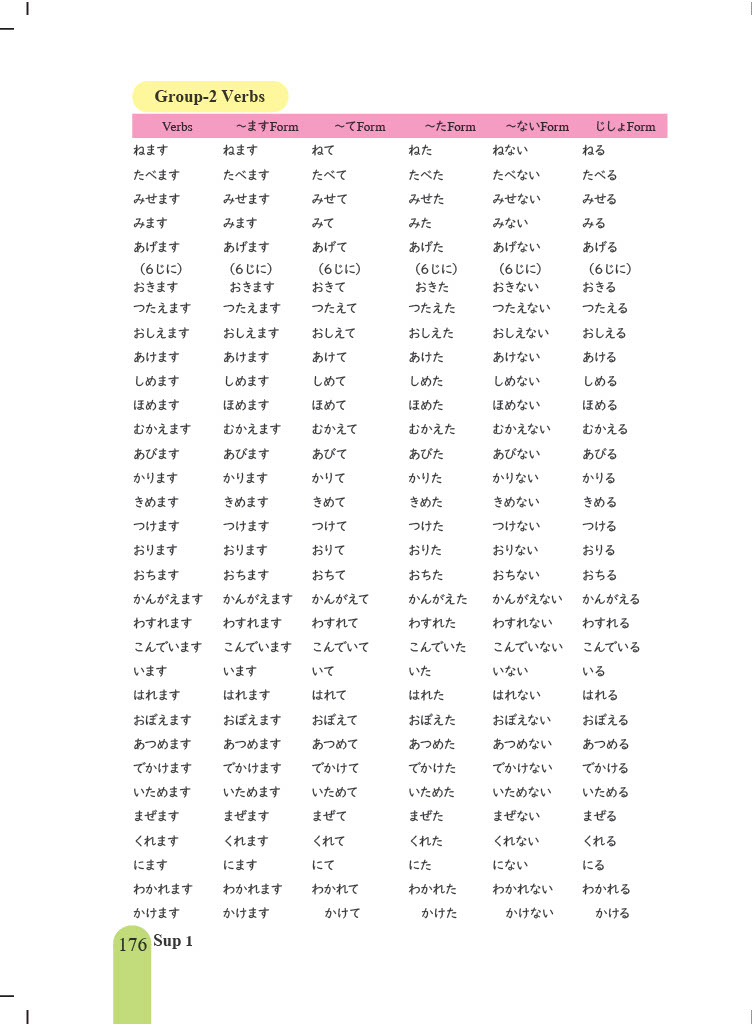 Group-2 Verbs
Verbs ～ますForm ～てForm ～たForm ～ないForm じしょForm
ねます ねます ねて ねた ねない ねる
たべます たべます たべて たべた たべない たべる
みせます みせます みせて みせた みせない みせる
みます みます みて みた みない みる
あげます あげます あげて あげた あげない あげる
（6じに） （6じに） （6じに） （6じに） （6じに） （6じに）
おきます おきます おきて おきた おきない おきる
つたえます つたえます つたえて つたえた つたえない つたえる
おしえます おしえます おしえて おしえた おしえない おしえる
あけます あけます あけて あけた あけない あける
しめます しめます しめて しめた しめない しめる
ほめます ほめます ほめて ほめた ほめない ほめる
むかえます むかえます むかえて むかえた むかえない むかえる
あびます あびます あびて あびた あびない あびる
かります かります かりて かりた かりない かりる
きめます きめます きめて きめた きめない きめる
つけます つけます つけて つけた つけない つける
おります おります おりて おりた おりない おりる
おちます おちます おちて おちた おちない おちる
かんがえます かんがえます かんがえて かんがえた かんがえない かんがえる
わすれます わすれます わすれて わすれた わすれない わすれる
こんでいます こんでいます こんでいて こんでいた こんでいない こんでいる
います います いて いた いない いる
はれます はれます はれて はれた はれない はれる
おぼえます おぼえます おぼえて おぼえた おぼえない おぼえる
あつめます あつめます あつめて あつめた あつめない あつめる
でかけます でかけます でかけて でかけた でかけない でかける
いためます いためます いためて いためた いためない いためる
まぜます まぜます まぜて まぜた まぜない まぜる
くれます くれます くれて くれた くれない くれる
にます にます にて にた にない にる
わかれます わかれます わかれて わかれた わかれない わかれる
かけます かけます かけて かけた かけない かける
176 Sup 1